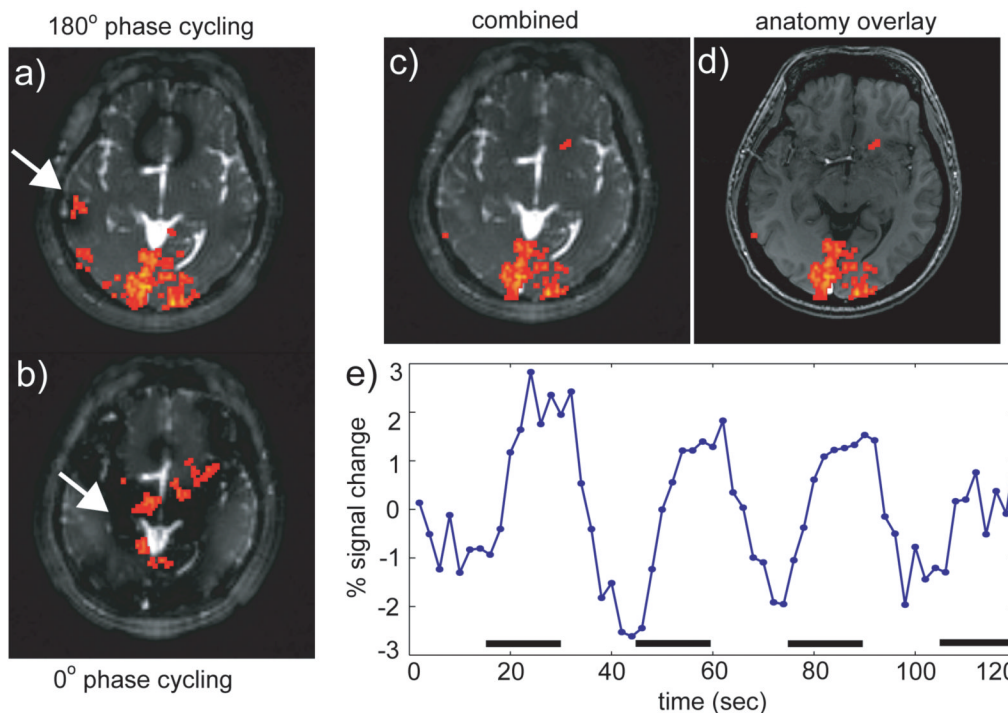 180° phase cycling
combined
anatomy overlay
a)
c)
d)
b)
0° phase cycling
e)
% signal change
3
2
1
0
-1
-2
-3
0 20 40 60 80 100 120
time (sec)